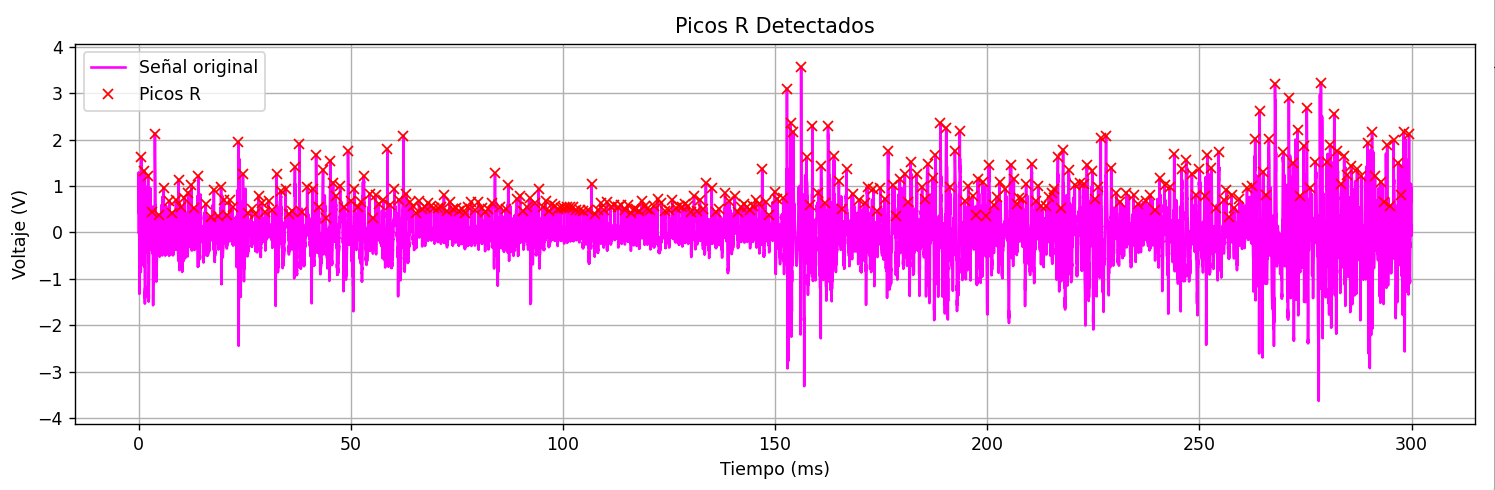 Picos R Detectados
Señal original
Picos R
Voltaje (V)
4
3
2
1
0
−1
−2
−3
−4
0 50 100 150 200 250 300
Tiempo (ms)